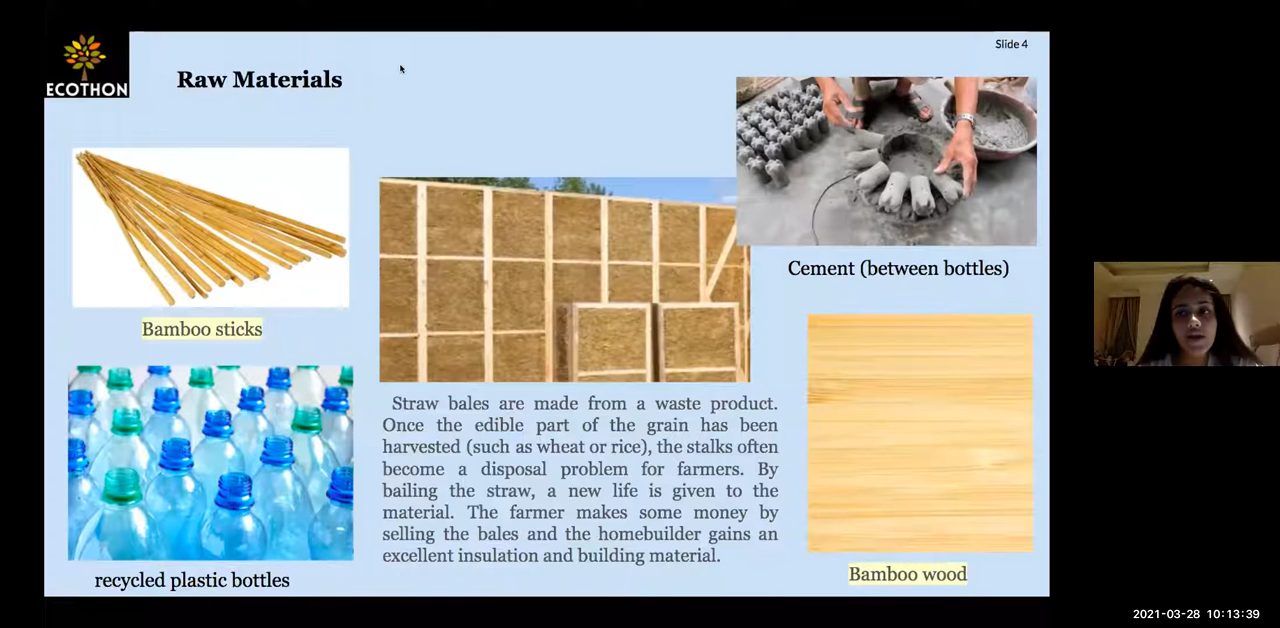 Slide 4
ECOTHON
Raw Materials
Cement (between bottles)
Bamboo sticks
Straw bales are made from a waste product.
Once the edible part of the grain has been
harvested (such as wheat or rice), the stalks often
become a disposal problem for farmers. By
bailing the straw, a new life is given to the
material. The farmer makes some money by
selling the bales and the homebuilder gains an
excellent insulation and building material.
recycled plastic bottles
Bamboo wood
2021-03-28 10:13:39